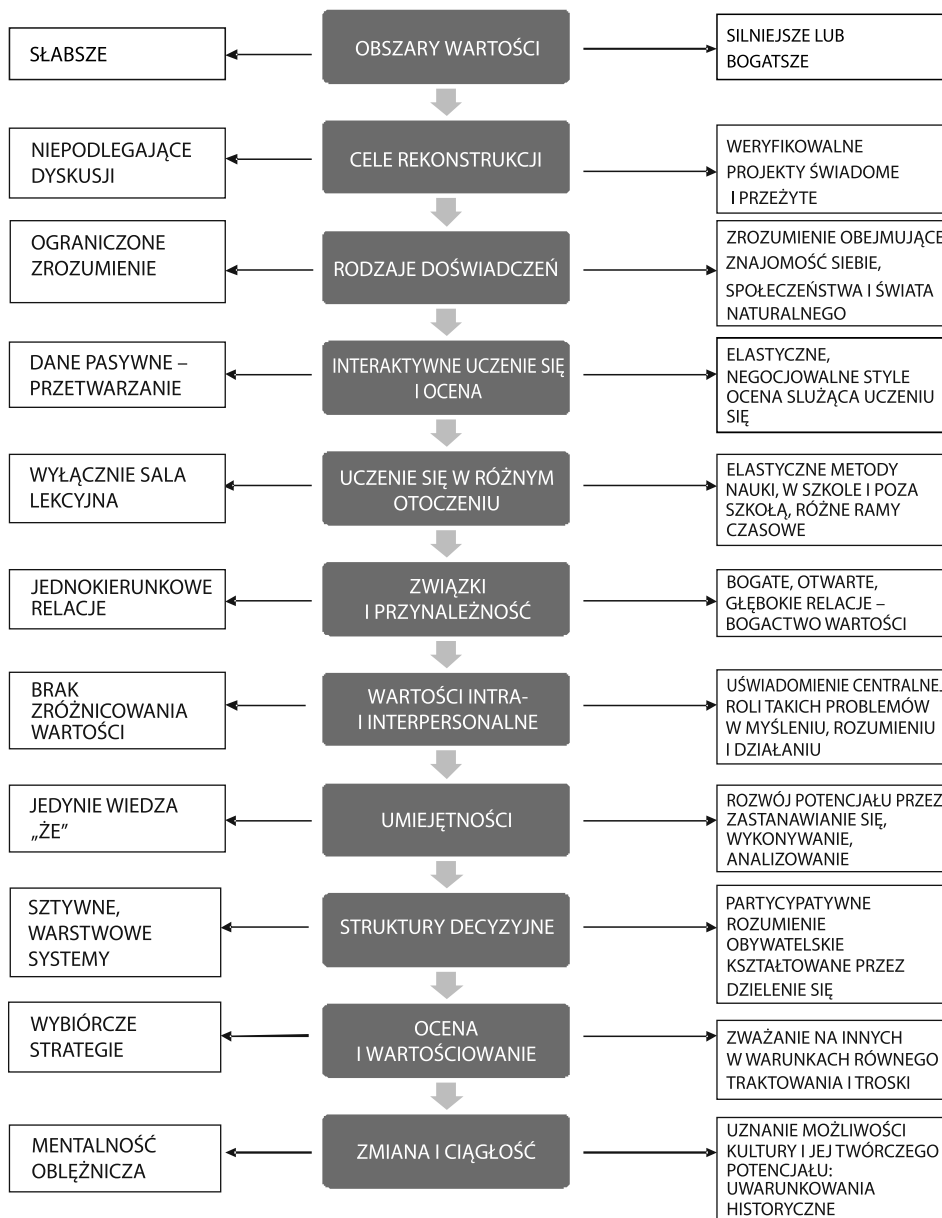 SŁABSZE
OBSZARY WARTOŚCI
SILNIEJSZE LUB
BOGATSZE
NIEPODLEGAJĄCE
DYSKUSJI
CELE REKONSTRUKCJI
WERYFIKOWALNE
PROJEKTY ŚWIADOME
I PRZEŻYTE
OGRANICZONE
ZROZUMIENIE
RODZAJE DOŚWIADCZEŃ
ZROZUMIENIE OBEJMUJĄCE
ZNAJOMOŚĆ SIEBIE,
SPOŁECZEŃSTWA I ŚWIATA
NATURALNEGO
DANE PASYWNE –
PRZETWARZANIE
INTERAKTYWNE UCZENIE SIĘ
I OCENA
ELASTYCZNE,
NEGOCJOWALNE STYLE
OCENA SLUŻĄCA UCZENIU
SIĘ
WYŁĄCZNIE SALA
LEKCYJNA
UCZENIE SIĘ W RÓŻNYM
OTOCZENIU
ELASTYCZNE METODY
NAUKI, W SZKOLE I POZA
SZKOŁĄ, RÓŻNE RAMY
CZASOWE
JEDNOKIERUNKOWE
RELACJE
ZWIĄZKI
I PRZYNALEŻNOŚĆ
BOGATE, OTWARTE,
GŁĘBOKIE RELACJE –
BOGACTWO WARTOŚCI
BRAK
ZRÓŻNICOWANIA
WARTOŚCI
WARTOŚCI INTRA-
I INTERPERSONALNE
UŚWIADOMIENIE CENTRALNEJ
ROLI TAKICH PROBLEMÓW
W MYŚLENIU, ROZUMIENIU
I DZIAŁANIU
JEDYNIE WIEDZA
„ŻE”
UMIEJĘTNOŚCI
ROZWÓJ POTENCJAŁU PRZEZ
ZASTANAWIANIE SIĘ,
WYKONYWANIE,
ANALIZOWANIE
SZTYWNE,
WARSTWOWE
SYSTEMY
STRUKTURY DECYZYJNE
PARTYCYPATYWNE
ROZUMIENIE
OBYWATELSKIE
KSZTAŁTOWANE PRZEZ
DZIELENIE SIĘ
WYBIÓRCZE
STRATEGIE
OCENA
I WARTOŚCIOWANIE
ZWAŻANIE NA INNYCH
W WARUNKACH RÓWNEGO
TRAKTOWANIA I TROSKI
MENTALNOŚĆ
OBLĘŻNICZA
ZMIANA I CIĄGŁOŚĆ
UZNANIE MOŻLIWOŚCI
KULTURY I JEJ TWÓRCZEGO
POTENCJAŁU:
UWARUNKOWANIA
HISTORYCZNE